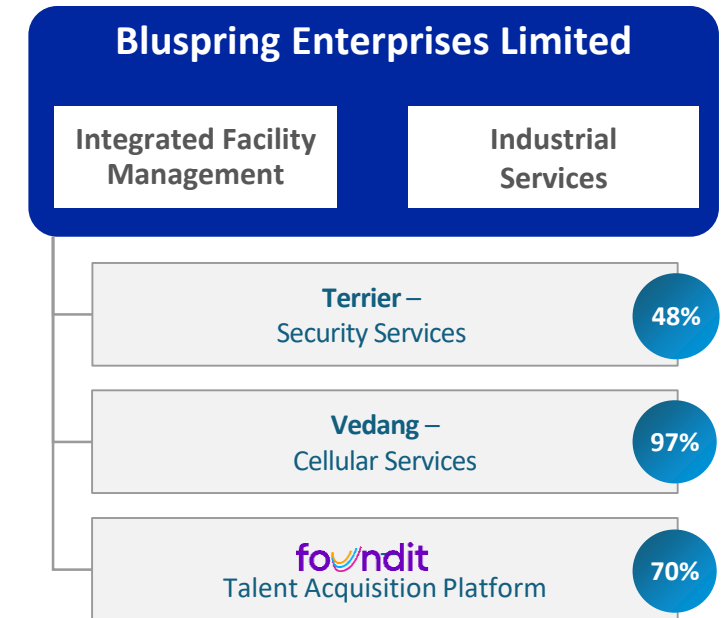 Bluspring Enterprises Limited
Integrated Facility
Management
Industrial
Services
Terrier –
Security Services
48%
Vedang –
Cellular Services
97%
foundit
Talent Acquisition Platform
70%